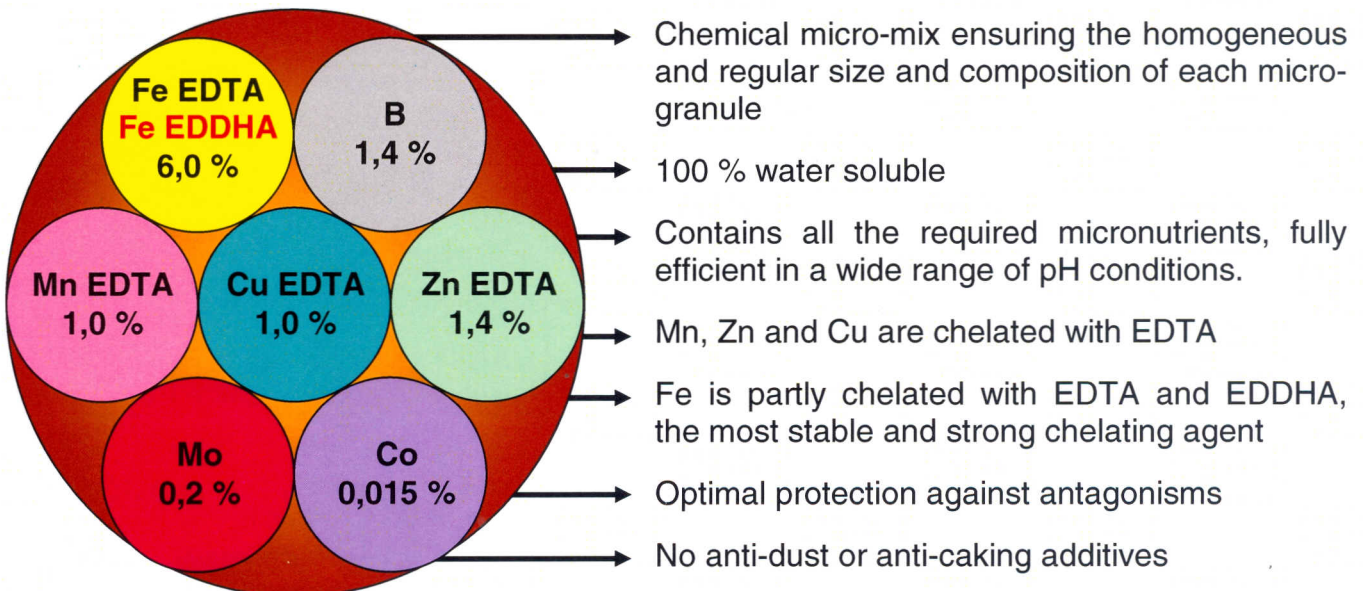 Fe EDTA
Fe EDDHA
6,0 %
B
1,4 %
Mn EDTA
1,0 %
Cu EDTA
1,0 %
Zn EDTA
1,4 %
Mo
0,2 %
Co
0,015 %
Chemical micro-mix ensuring the homogeneous
and regular size and composition of each micro-
granule
100 % water soluble
Contains all the required micronutrients, fully
efficient in a wide range of pH conditions.
Mn, Zn and Cu are chelated with EDTA
Fe is partly chelated with EDTA and EDDHA,
the most stable and strong chelating agent
Optimal protection against antagonisms
No anti-dust or anti-caking additives